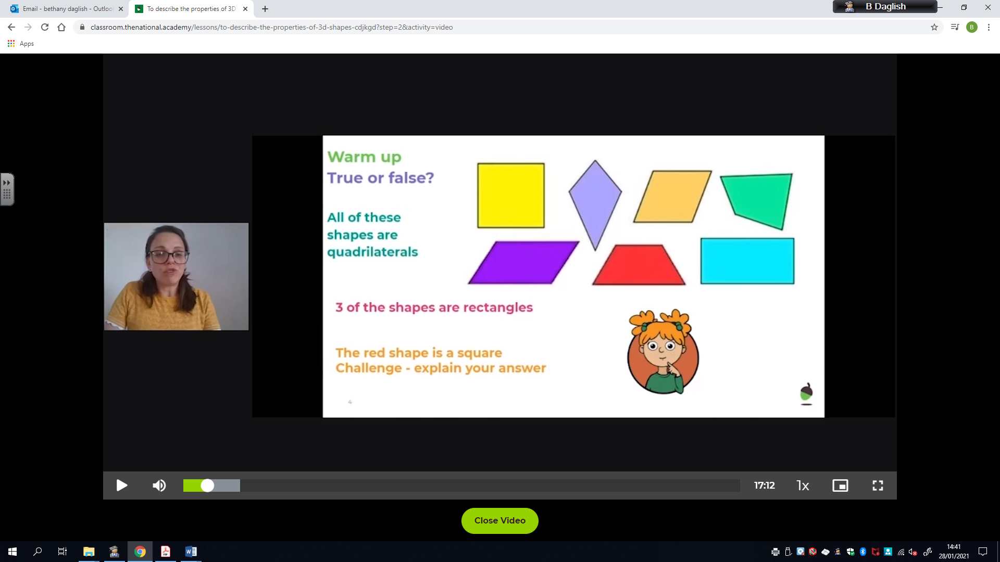 Email - bethany daglish - Outloo
To describe the properties of 3D
B Daglish
classroom.thenational.academy/lessons/to-describe-the-properties-of-3d-shapes-cdjkgd?step=2&activity=video
B
Apps
Warm up
True or false?
All of these
shapes are
quadrilaterals
3 of the shapes are rectangles
The red shape is a square
Challenge - explain your answer
4
17:12
1x
Close Video
14:41
28/01/2021